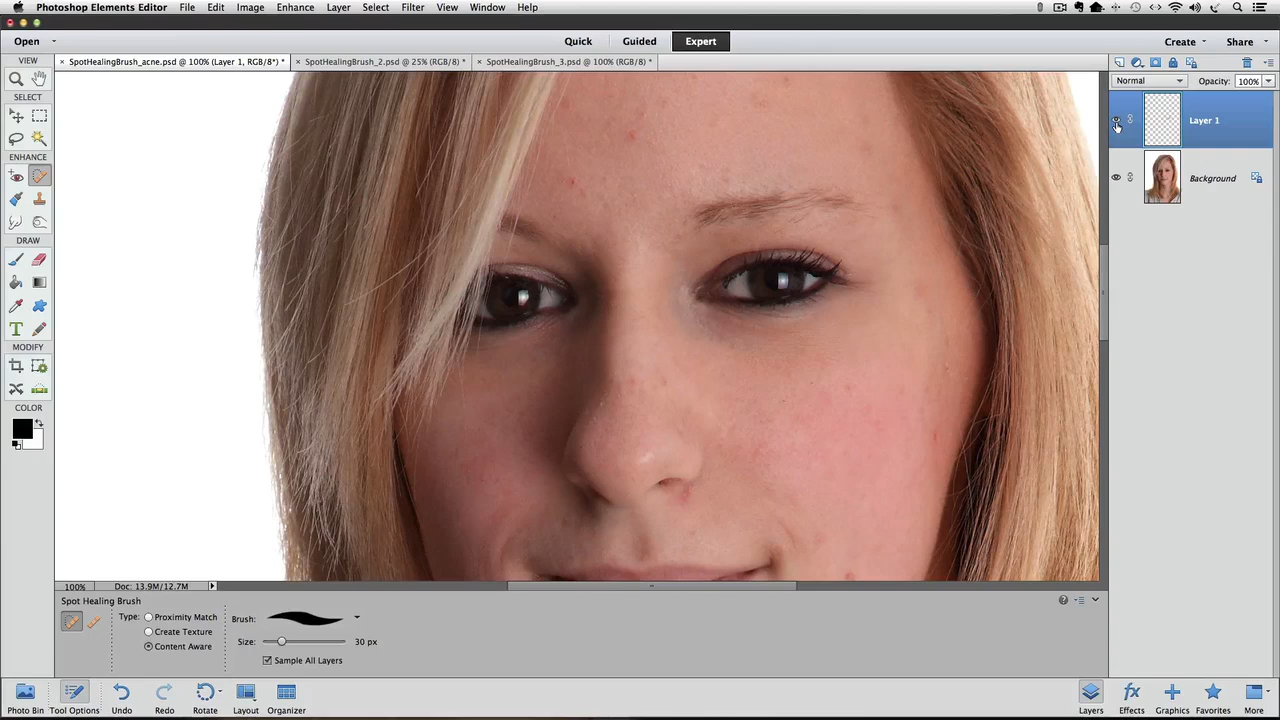 Photoshop Elements Editor File Edit Image Enhance Layer Select Filter View Window Help
Open Quick Guided Expert Create Share
VIEW SpotHealingBrush_acne.psd @ 100% (Layer 1, RGB/8*) * SpotHealingBrush_2.psd @ 25% (RGB/8) * SpotHealingBrush_3.psd @ 100% (RGB/8) *
Normal Opacity: 100%
SELECT
Layer 1
ENHANCE
Background
DRAW
T
MODIFY
COLOR
100% Doc: 13.9M/12.7M
Spot Healing Brush
Type: Proximity Match Brush:
Create Texture
Size: 30 px
Content Aware
Sample All Layers
Photo Bin Tool Options Undo Redo Rotate Layout Organizer Layers Effects Graphics Favorites More